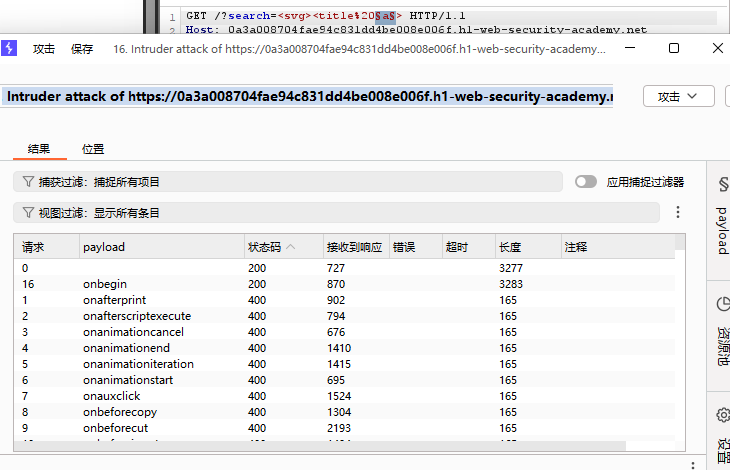 1 GET /?search=<svg><title%20§a§> HTTP/1.1
2 Host: 0a3a008704fae94c831dd4be008e006f.h1-web-security-academy.net
攻击 保存 16. Intruder attack of https://0a3a008704fae94c831dd4be008e006f.h1-web-security-academy...
Intruder attack of https://0a3a008704fae94c831dd4be008e006f.h1-web-security-academy.
攻击
结果 位置
捕获过滤：捕捉所有项目 应用捕捉过滤器
视图过滤：显示所有条目
请求 payload 状态码 接收到响应 错误 超时 长度 注释
0 200 727 3277
16 onbegin 200 870 3283
1 onafterprint 400 902 165
2 onafterscriptexecute 400 794 165
3 onanimationcancel 400 676 165
4 onanimationend 400 1410 165
5 onanimationiteration 400 1415 165
6 onanimationstart 400 695 165
7 onauxclick 400 1524 165
8 onbeforecopy 400 1304 165
9 onbeforecut 400 2193 165
§ payload
资源池
设置